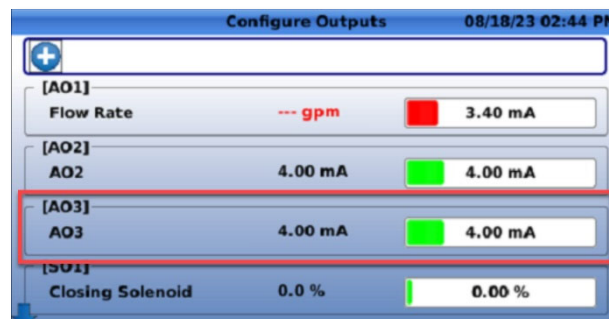 Configure Outputs 08/18/23 02:44 PM
[AO1]
Flow Rate --- gpm 3.40 mA
[AO2]
AO2 4.00 mA 4.00 mA
[AO3]
AO3 4.00 mA 4.00 mA
[SO1]
Closing Solenoid 0.0 % 0.00 %